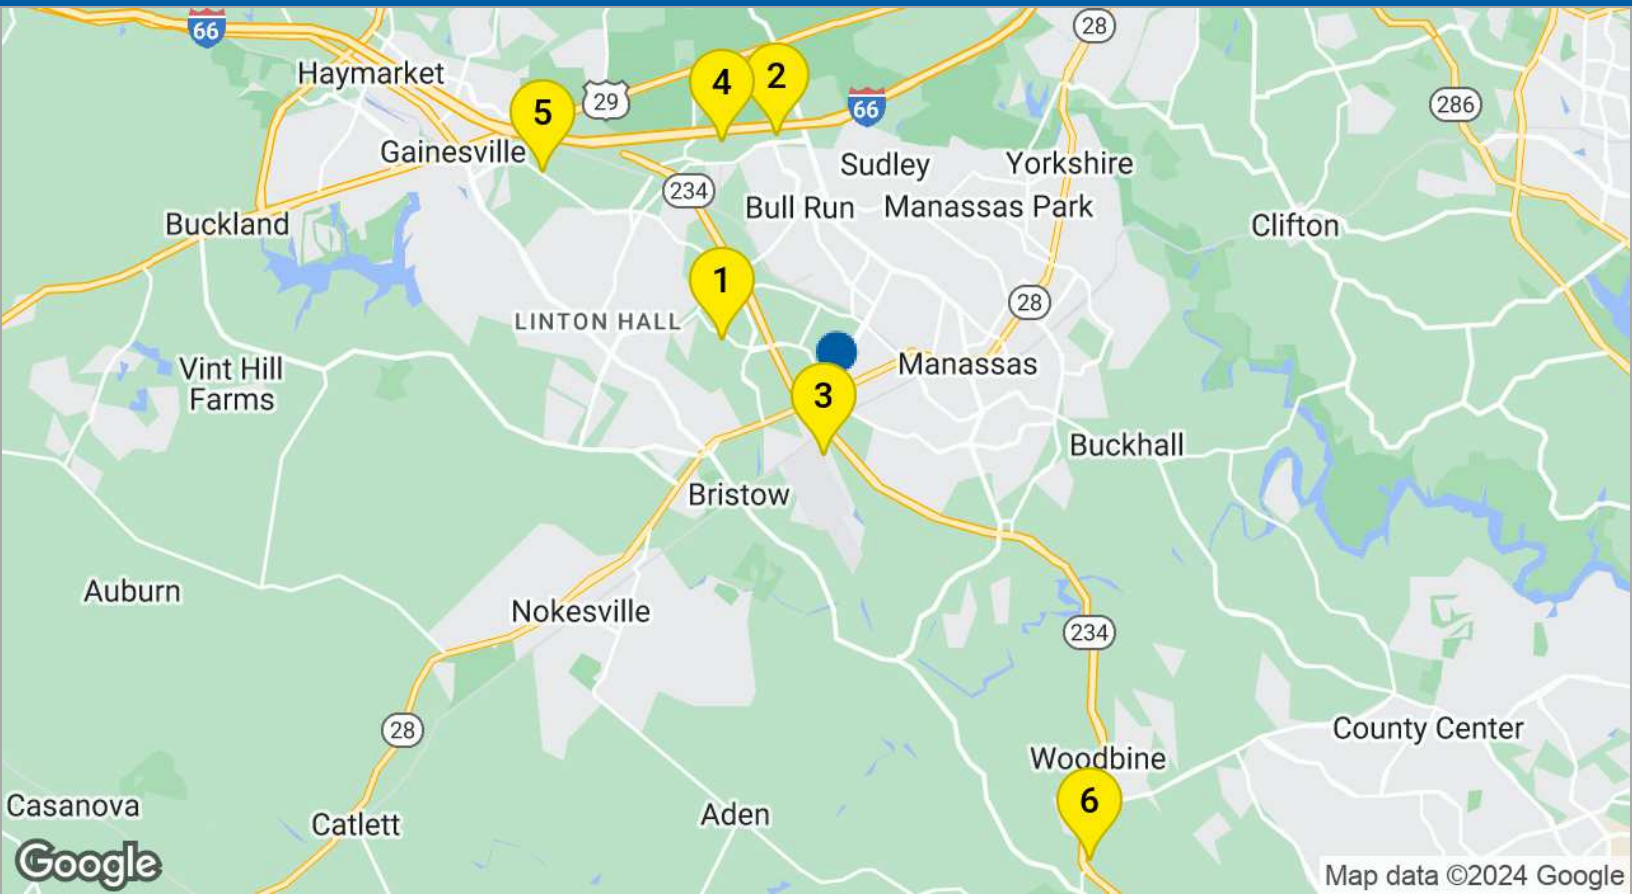 66
28
Haymarket
4
2
29
5
66
286
Gainesville
Sudley
Yorkshire
234
Bull Run
Manassas Park
Buckland
Clifton
1
28
LINTON HALL
Manassas
Vint Hill
Farms
3
Buckhall
Bristow
Auburn
Nokesville
234
28
County Center
Woodbine
6
Casanova
Catlett
Aden
Google
Map data ©2024 Google